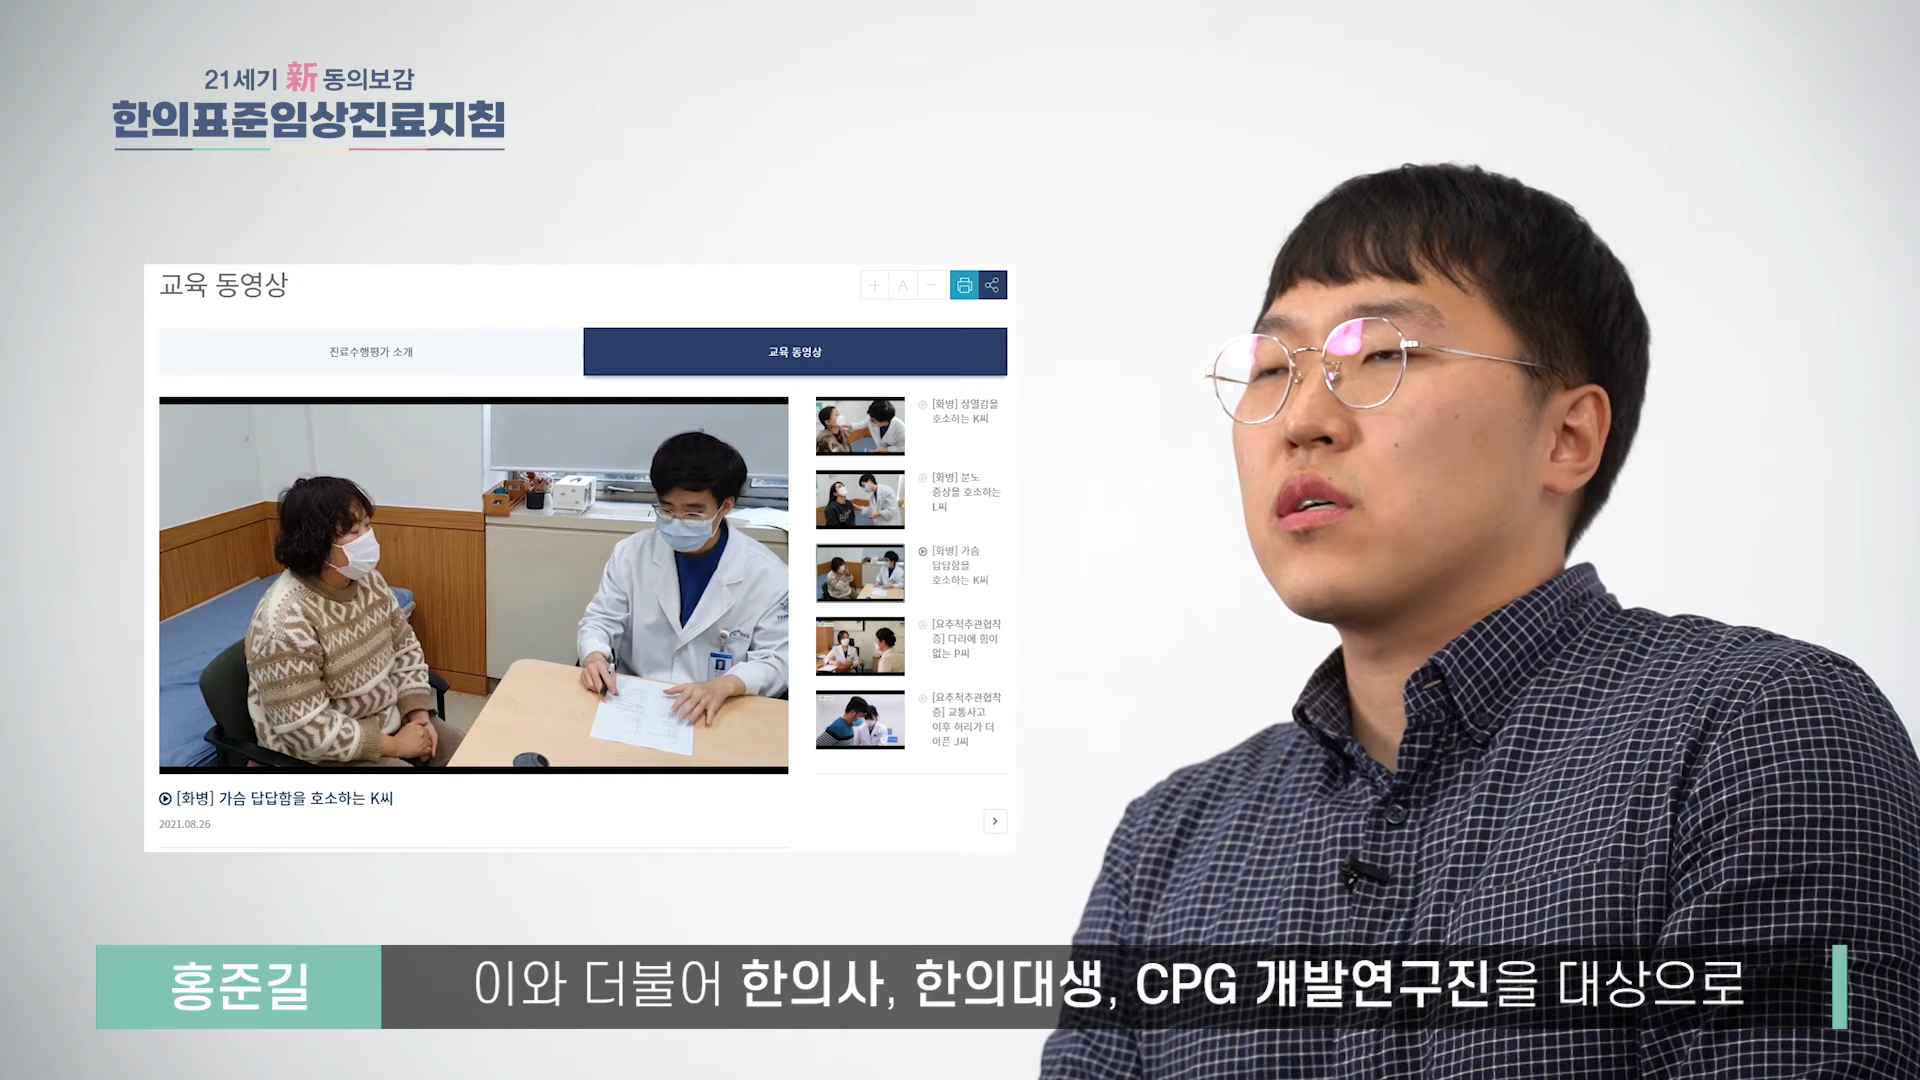 21세기 新 동의보감
한의표준임상진료지침
교육 동영상
+ A −
진료수행평가 소개
교육 동영상
[화병] 상열감을
호소하는 K씨
[화병] 분노
증상을 호소하는
L씨
[화병] 가슴
답답함을
호소하는 K씨
[요추척추관협착
증] 다리에 힘이
없는 P씨
[요추척추관협착
증] 교통사고
이후 허리가 더
아픈 J씨
[화병] 가슴 답답함을 호소하는 K씨
2021.08.26
홍준길
이와 더불어 한의사, 한의대생, CPG 개발연구진을 대상으로